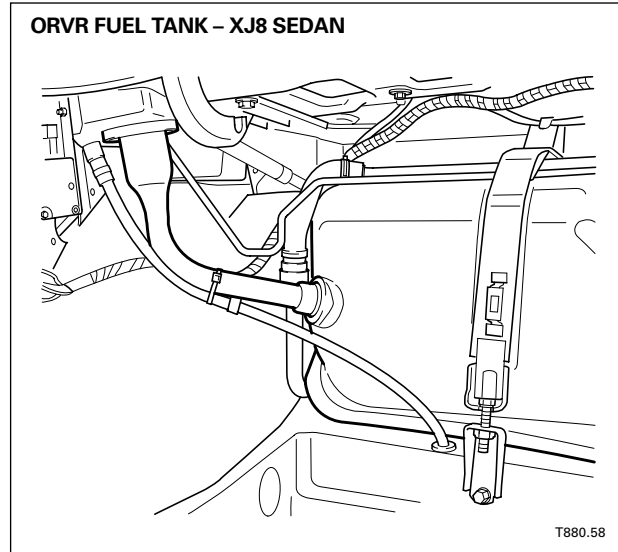 ORVR FUEL TANK – XJ8 SEDAN
T880.58